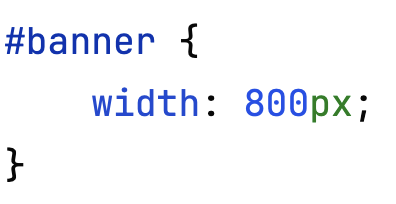 #banner {
    width: 800px;
}